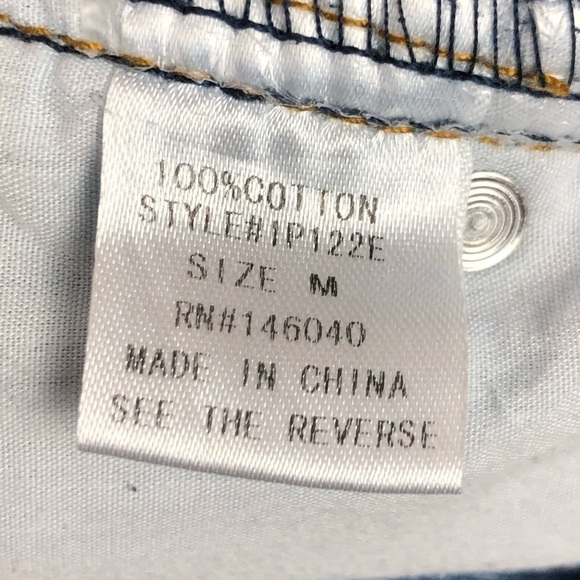 100%COTTON
STYLE#1P122E
SIZE M
RN#146040
MADE IN CHINA
SEE THE REVERSE